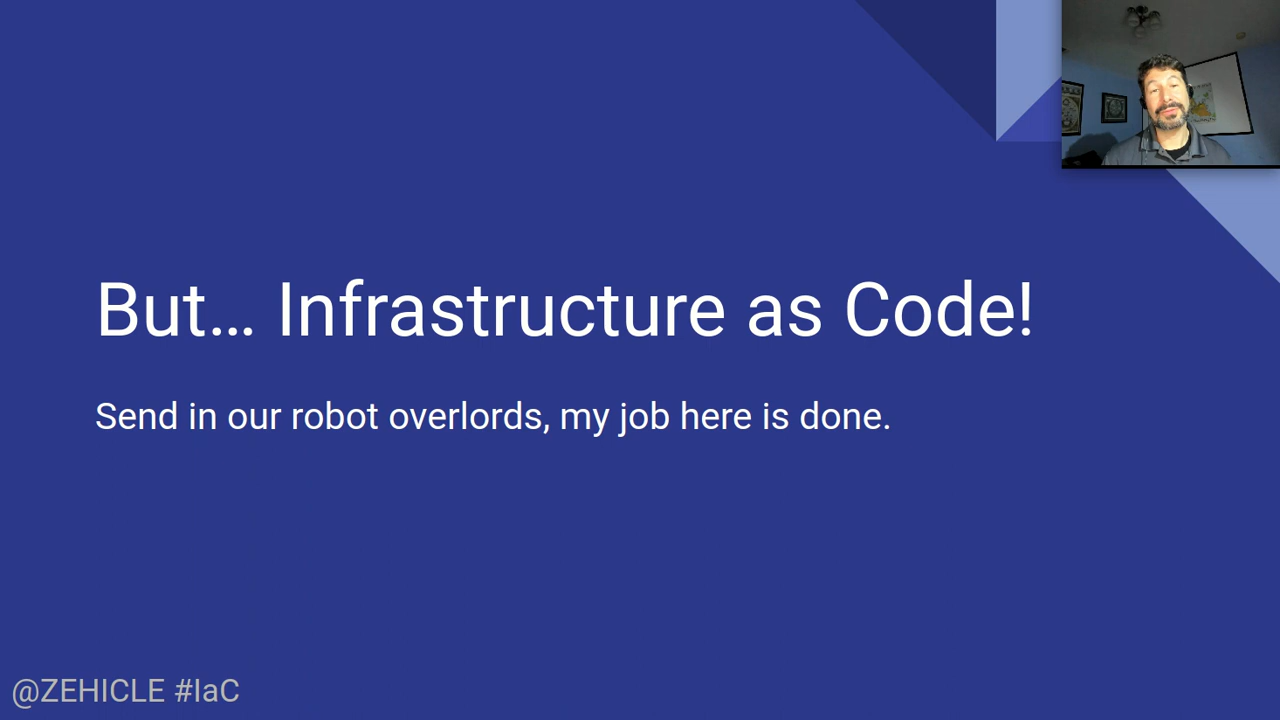 But… Infrastructure as Code!
Send in our robot overlords, my job here is done.
@ZEHICLE #IaC